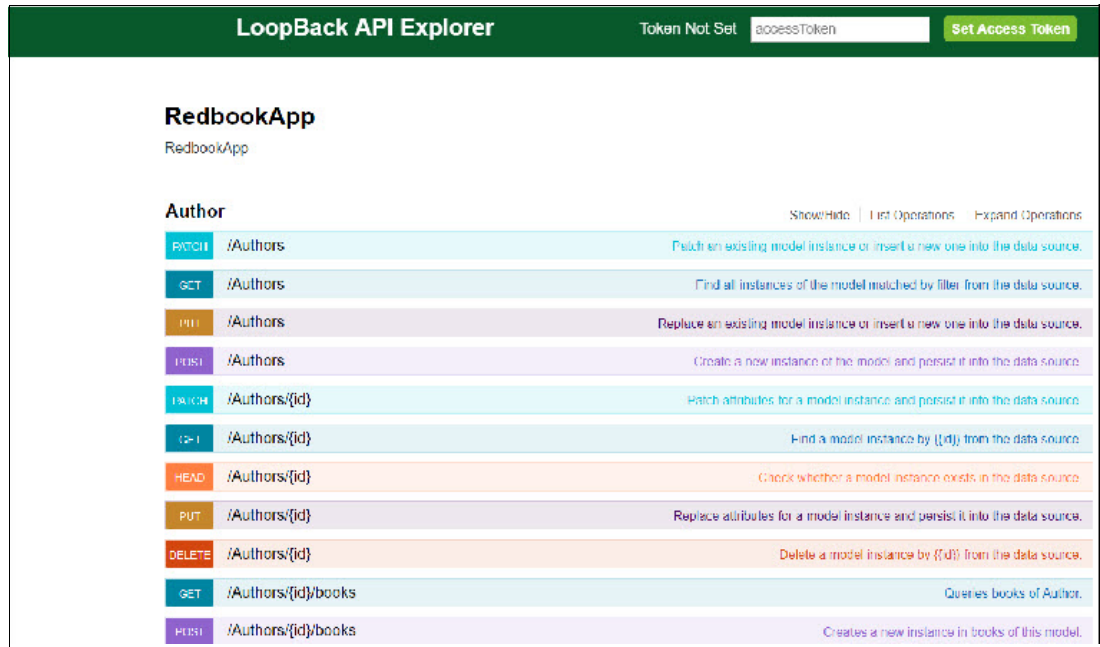 LoopBack API Explorer Token Not Set accessToken Set Access Token
RedbookApp
RedbookApp
Author Show/Hide List Operations Expand Operations
PATCH /Authors Patch an existing model instance or insert a new one into the data source.
GET /Authors Find all instances of the model matched by filter from the data source.
PUT /Authors Replace an existing model instance or insert a new one into the data source.
POST /Authors Create a new instance of the model and persist it into the data source.
PATCH /Authors/{id} Patch attributes for a model instance and persist it into the data source.
GET /Authors/{id} Find a model instance by {{id}} from the data source.
HEAD /Authors/{id} Check whether a model instance exists in the data source.
PUT /Authors/{id} Replace attributes for a model instance and persist it into the data source.
DELETE /Authors/{id} Delete a model instance by {{id}} from the data source.
GET /Authors/{id}/books Queries books of Author.
POST /Authors/{id}/books Creates a new instance in books of this model.